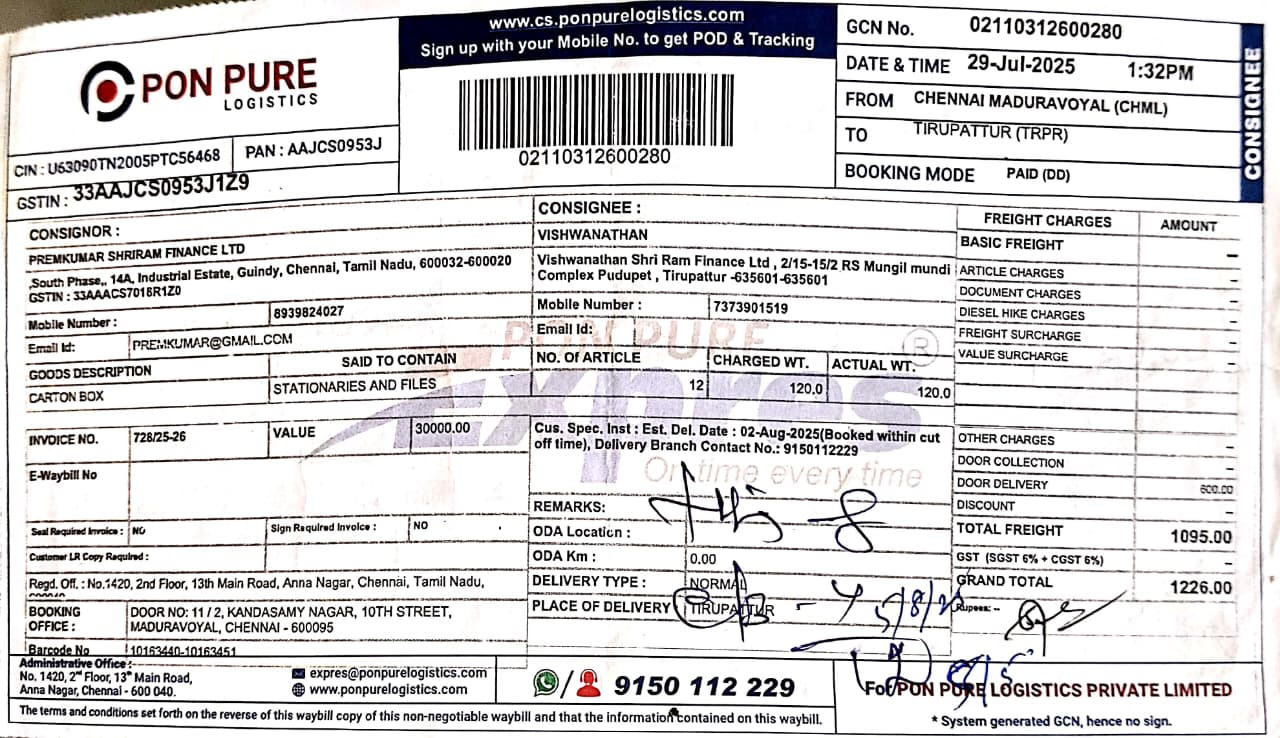 www.cs.ponpurelogistics.com
Sign up with your Mobile No. to get POD & Tracking
PON PURE
LOGISTICS
CIN : U63090TN2005PTC56468
PAN : AAJCS0953J
GSTIN : 33AAJCS0953J1Z9
02110312600280
GCN No. 02110312600280
DATE & TIME 29-Jul-2025 1:32PM
FROM CHENNAI MADURAVOYAL (CHML)
TO TIRUPATTUR (TRPR)
BOOKING MODE PAID (DD)
CONSIGNEE
CONSIGNOR :
PREMKUMAR SHRIRAM FINANCE LTD
,South Phase,, 14A, Industrial Estate, Guindy, Chennai, Tamil Nadu, 600032-600020
GSTIN : 33AAACS7018R1Z0
Mobile Number : 8939824027
Email Id: PREMKUMAR@GMAIL.COM
GOODS DESCRIPTION SAID TO CONTAIN
CARTON BOX STATIONARIES AND FILES
CONSIGNEE :
VISHWANATHAN
Vishwanathan Shri Ram Finance Ltd , 2/15-15/2 RS Mungil mundi
Complex Pudupet , Tirupattur -635601-635601
Mobile Number : 7373901519
Email Id:
NO. OF ARTICLE CHARGED WT. ACTUAL WT.
12 120.0 120.0
PON PURE
Expres
On time every time
®
INVOICE NO. 728/25-26 VALUE 30000.00
E-Waybill No
Seal Required Invoice : NO Sign Required Invoice : NO
Customer LR Copy Required :
Regd. Off. : No.1420, 2nd Floor, 13th Main Road, Anna Nagar, Chennai, Tamil Nadu,
BOOKING OFFICE : DOOR NO: 11 / 2, KANDASAMY NAGAR, 10TH STREET,
MADURAVOYAL, CHENNAI - 600095
Barcode No 10163440-10163451
Cus. Spec. Inst : Est. Del. Date : 02-Aug-2025(Booked within cut
off time), Delivery Branch Contact No.: 9150112229
REMARKS:
ODA Location :
ODA Km : 0.00
DELIVERY TYPE : NORMAL
PLACE OF DELIVERY TIRUPATTUR
FREIGHT CHARGES AMOUNT
BASIC FREIGHT –
ARTICLE CHARGES –
DOCUMENT CHARGES –
DIESEL HIKE CHARGES –
FREIGHT SURCHARGE –
VALUE SURCHARGE –
OTHER CHARGES –
DOOR COLLECTION –
DOOR DELIVERY 600.00
DISCOUNT –
TOTAL FREIGHT 1095.00
GST (SGST 6% + CGST 6%) –
GRAND TOTAL 1226.00
Rupees: --
Administrative Office :-
No. 1420, 2nd Floor, 13th Main Road,
Anna Nagar, Chennai - 600 040.
expres@ponpurelogistics.com
www.ponpurelogistics.com
9150 112 229
For PON PURE LOGISTICS PRIVATE LIMITED
* System generated GCN, hence no sign.
The terms and conditions set forth on the reverse of this waybill copy of this non-negotiable waybill and that the information contained on this waybill.